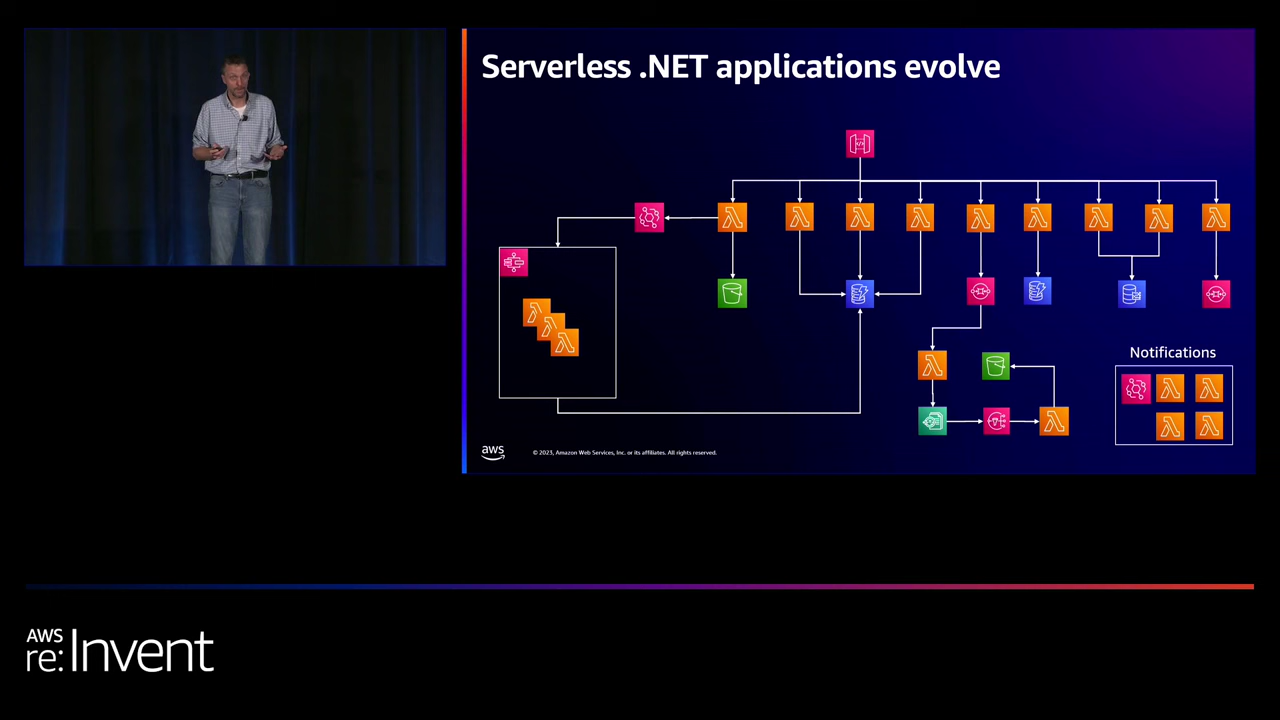 Serverless .NET applications evolve
Notifications
aws
© 2023, Amazon Web Services, Inc. or its affiliates. All rights reserved.
AWS
re:Invent